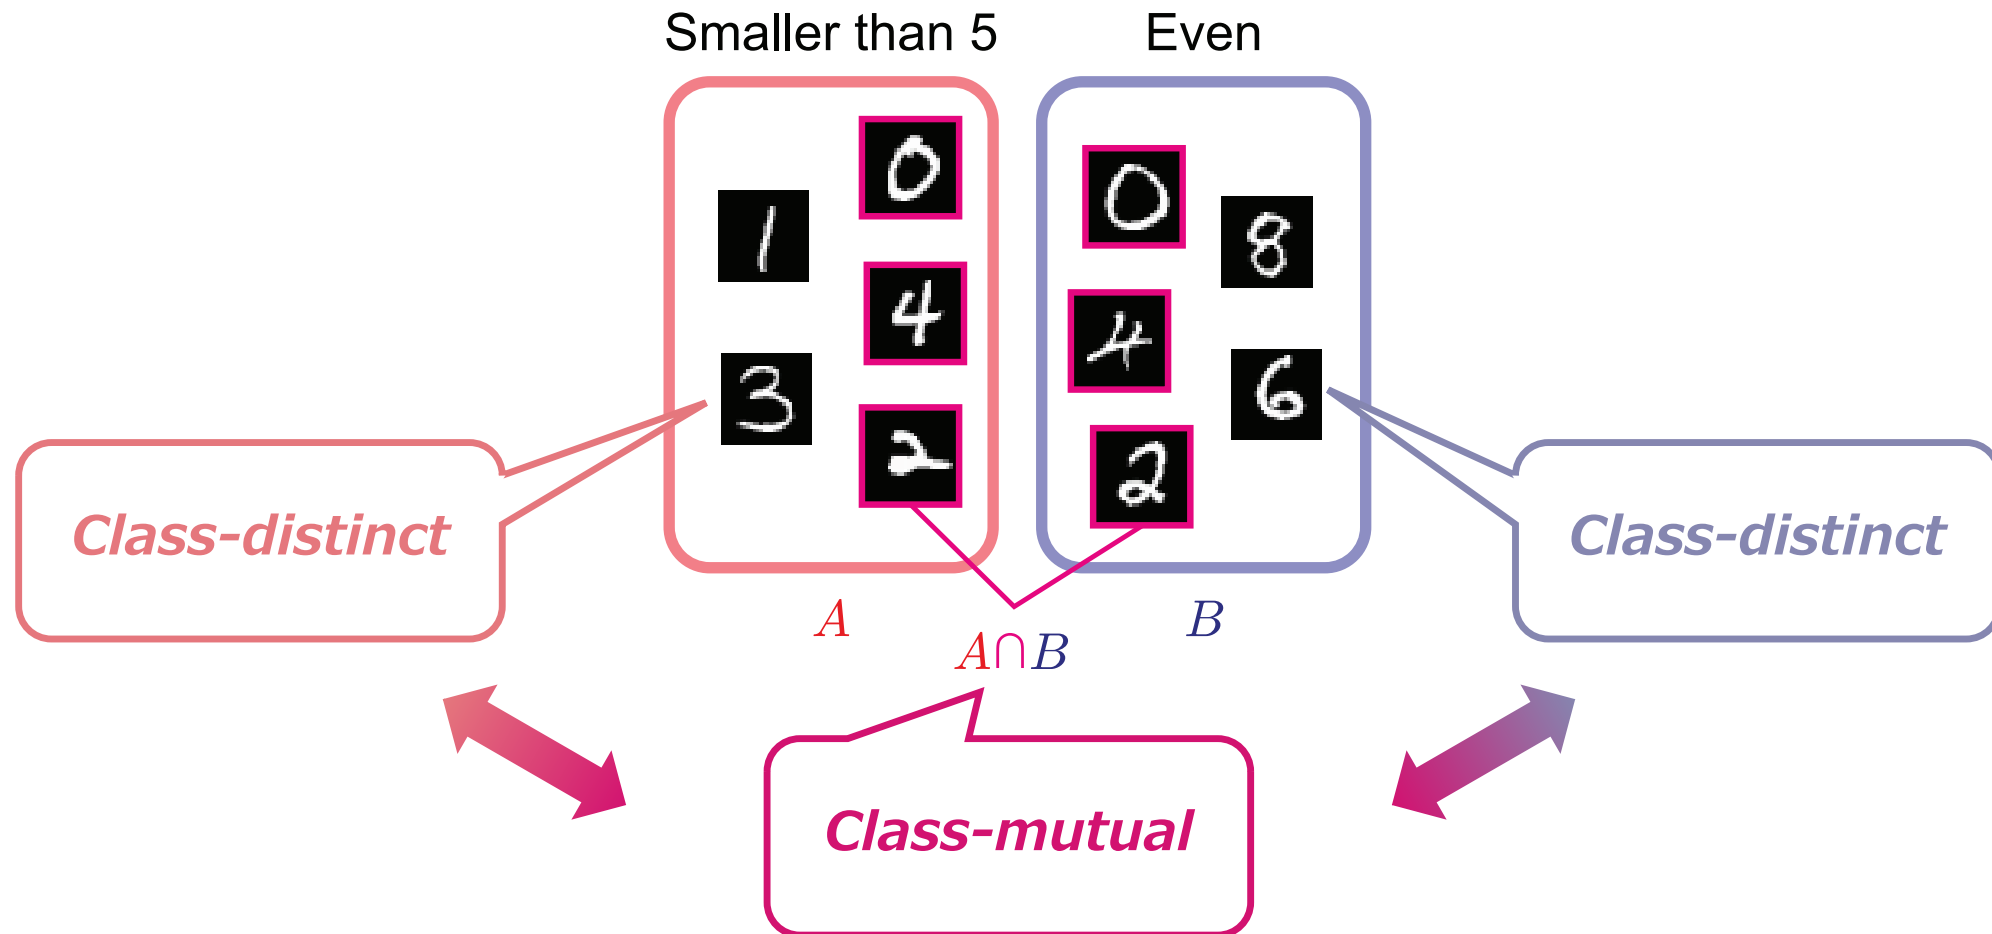 Smaller than 5
Even
0
1
4
3
2
0
8
4
6
2
Class-distinct
Class-distinct
A
B
A∩B
Class-mutual